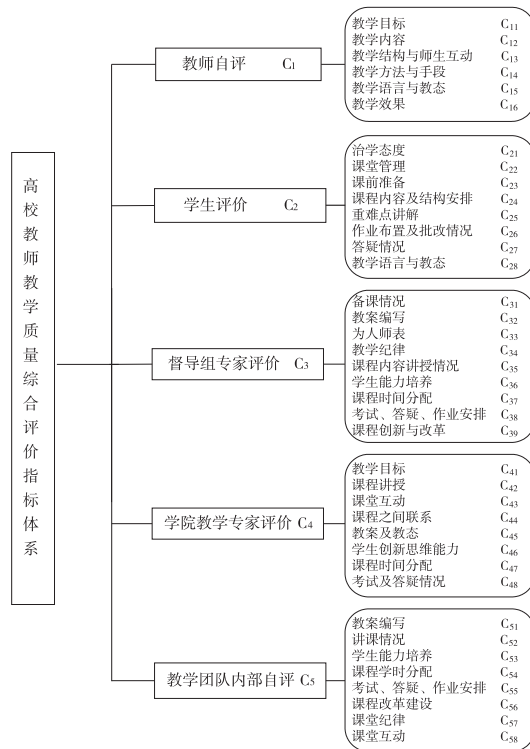 高校教师教学质量综合评价指标体系
教师自评 C₁
教学目标 C₁₁
教学内容 C₁₂
教学结构与师生互动 C₁₃
教学方法与手段 C₁₄
教学语言与教态 C₁₅
教学效果 C₁₆
学生评价 C₂
治学态度 C₂₁
课堂管理 C₂₂
课前准备 C₂₃
课程内容及结构安排 C₂₄
重难点讲解 C₂₅
作业布置及批改情况 C₂₆
答疑情况 C₂₇
教学语言与教态 C₂₈
督导组专家评价 C₃
备课情况 C₃₁
教案编写 C₃₂
为人师表 C₃₃
教学纪律 C₃₄
课程内容讲授情况 C₃₅
学生能力培养 C₃₆
课程时间分配 C₃₇
考试、答疑、作业安排 C₃₈
课程创新与改革 C₃₉
学院教学专家评价 C₄
教学目标 C₄₁
课程讲授 C₄₂
课堂互动 C₄₃
课程之间联系 C₄₄
教案及教态 C₄₅
学生创新思维能力 C₄₆
课程时间分配 C₄₇
考试及答疑情况 C₄₈
教学团队内部自评 C₅
教案编写 C₅₁
讲课情况 C₅₂
学生能力培养 C₅₃
课程学时分配 C₅₄
考试、答疑、作业安排 C₅₅
课程改革建设 C₅₆
课堂纪律 C₅₇
课堂互动 C₅₈